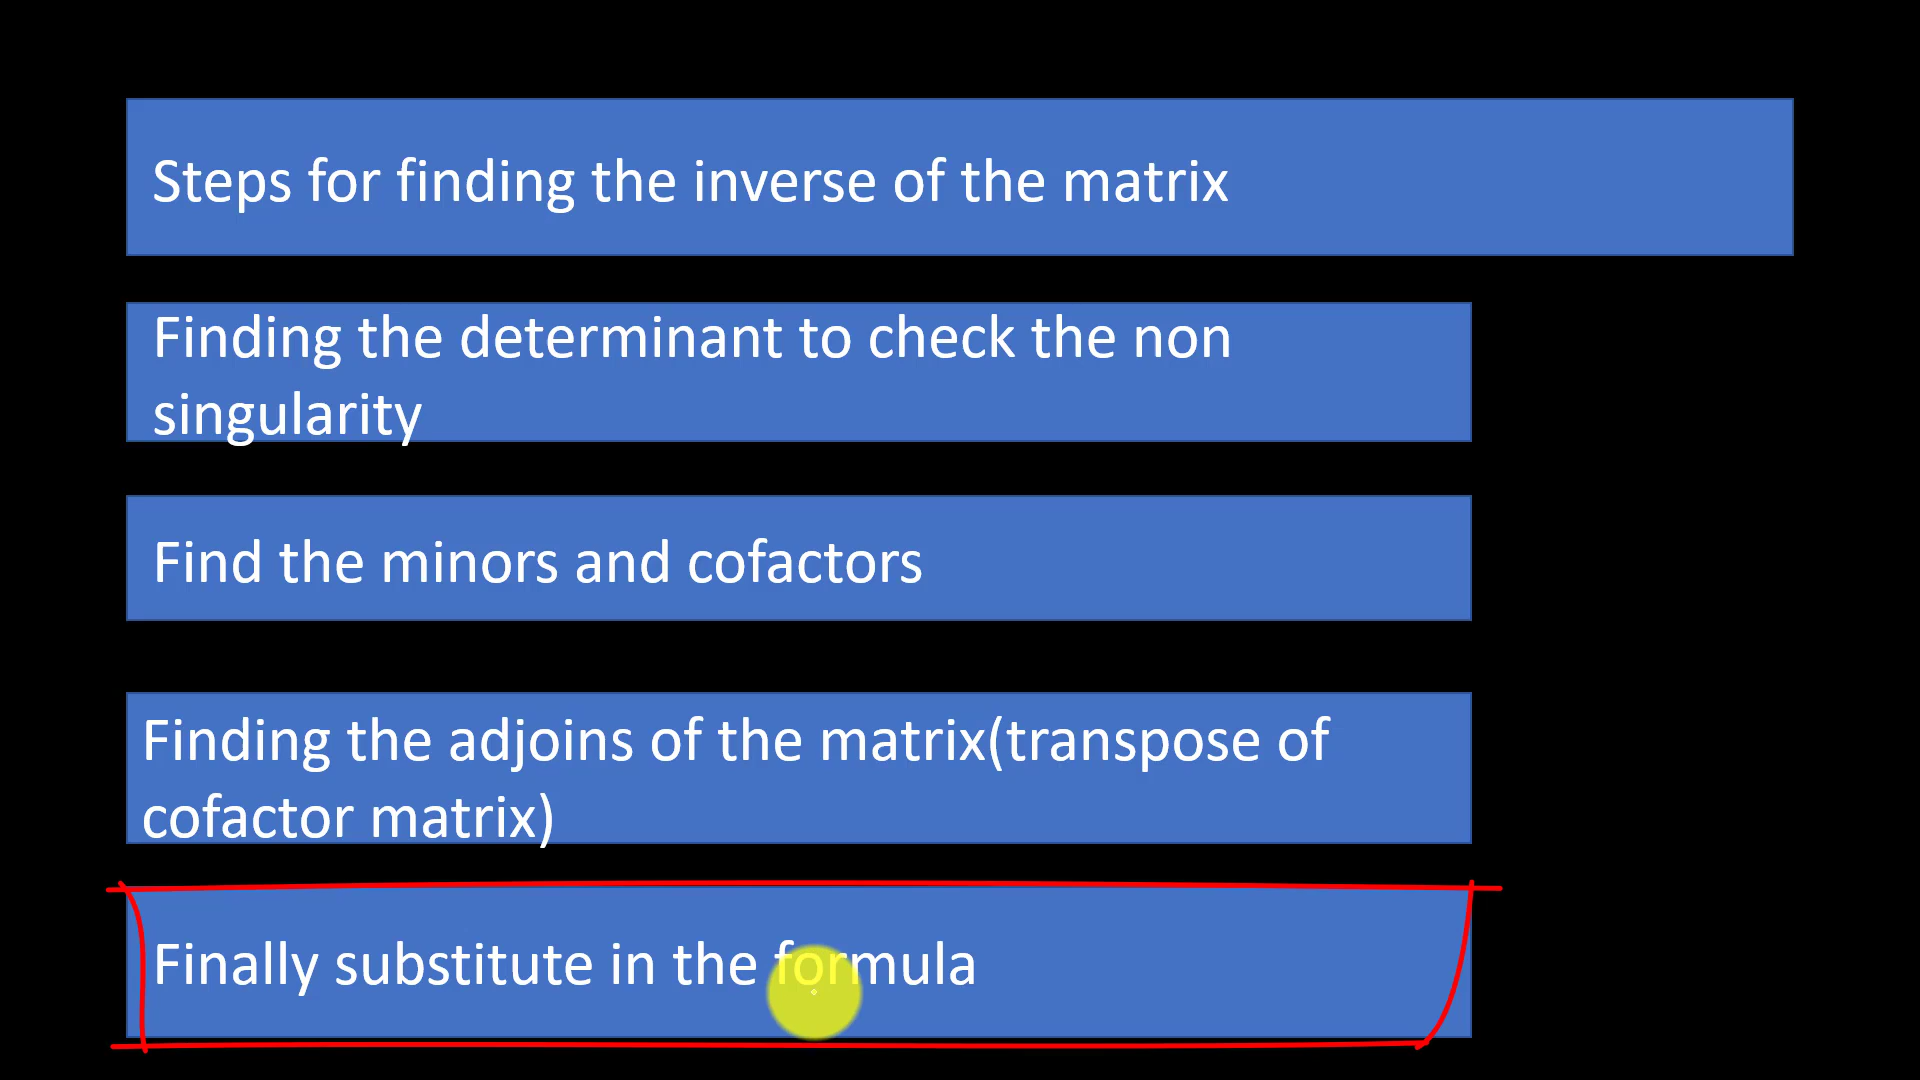 Steps for finding the inverse of the matrix
Finding the determinant to check the non
singularity
Find the minors and cofactors
Finding the adjoins of the matrix(transpose of
cofactor matrix)
Finally substitute in the formula